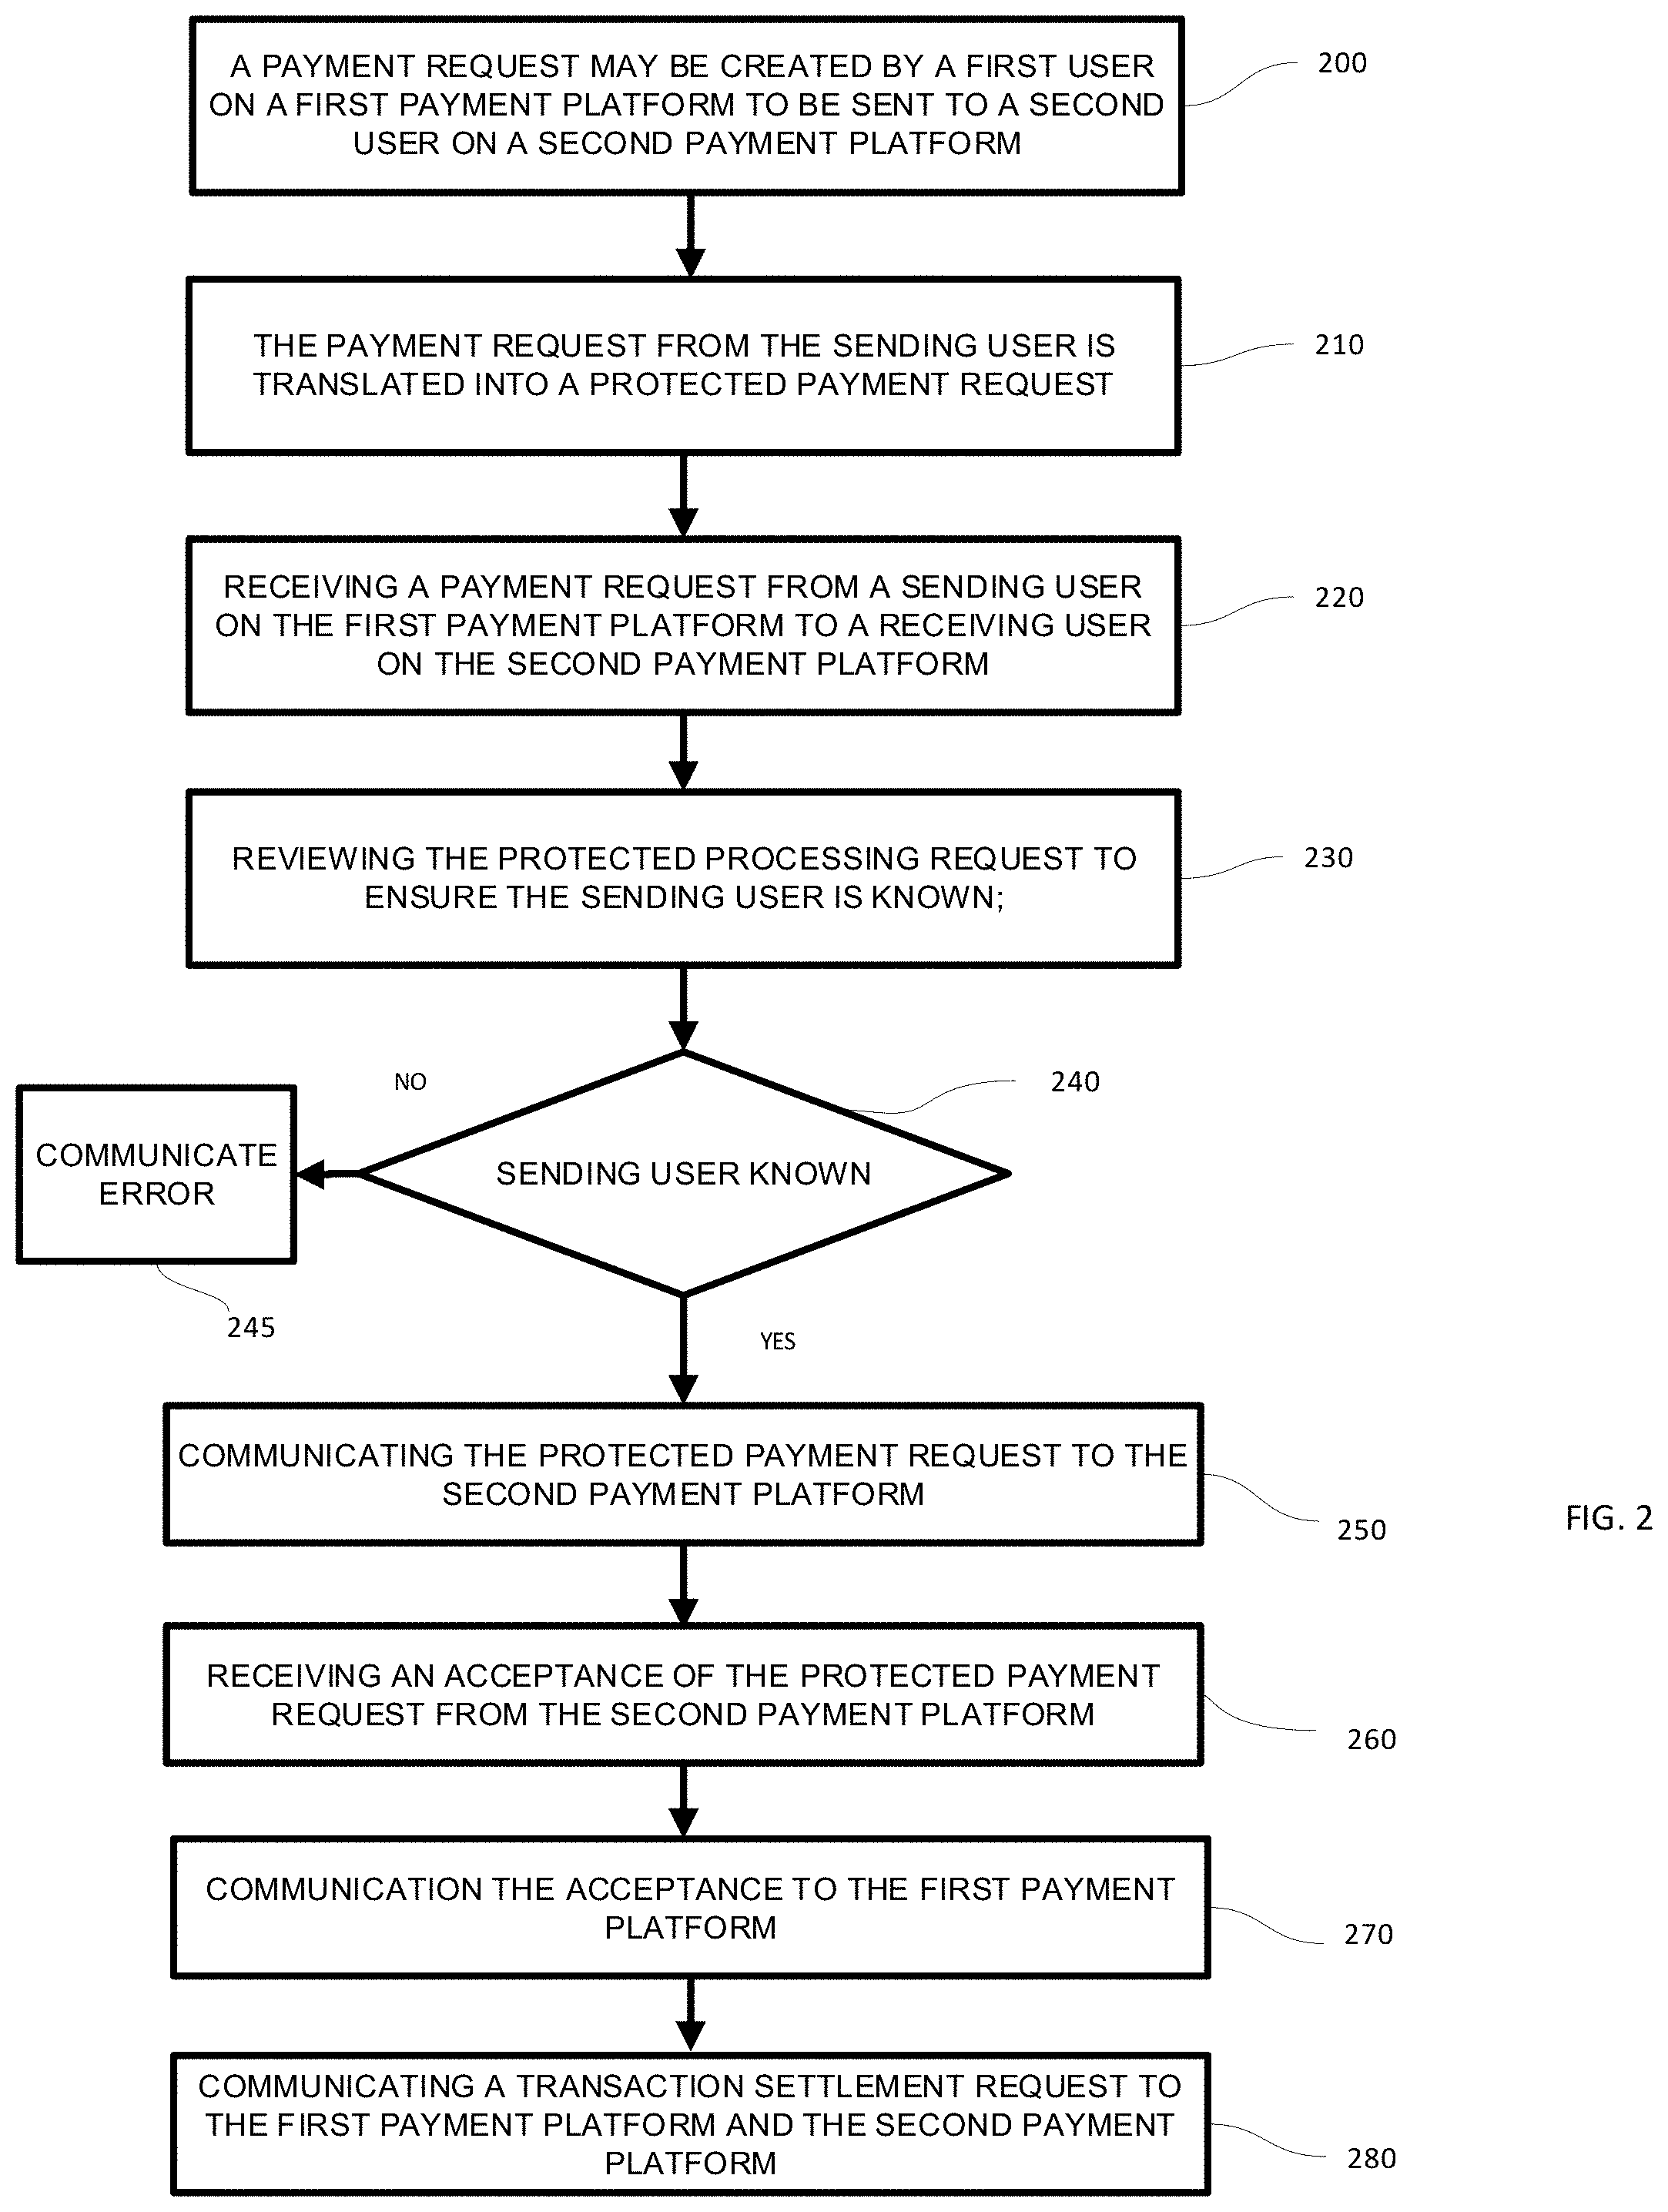 A PAYMENT REQUEST MAY BE CREATED BY A FIRST USER
ON A FIRST PAYMENT PLATFORM TO BE SENT TO A SECOND
USER ON A SECOND PAYMENT PLATFORM
200
THE PAYMENT REQUEST FROM THE SENDING USER IS
TRANSLATED INTO A PROTECTED PAYMENT REQUEST
210
RECEIVING A PAYMENT REQUEST FROM A SENDING USER
ON THE FIRST PAYMENT PLATFORM TO A RECEIVING USER
ON THE SECOND PAYMENT PLATFORM
220
REVIEWING THE PROTECTED PROCESSING REQUEST TO
ENSURE THE SENDING USER IS KNOWN;
230
NO
240
COMMUNICATE
ERROR
SENDING USER KNOWN
245
YES
COMMUNICATING THE PROTECTED PAYMENT REQUEST TO THE
SECOND PAYMENT PLATFORM
250
FIG. 2
RECEIVING AN ACCEPTANCE OF THE PROTECTED PAYMENT
REQUEST FROM THE SECOND PAYMENT PLATFORM
260
COMMUNICATION THE ACCEPTANCE TO THE FIRST PAYMENT
PLATFORM
270
COMMUNICATING A TRANSACTION SETTLEMENT REQUEST TO
THE FIRST PAYMENT PLATFORM AND THE SECOND PAYMENT
PLATFORM
280